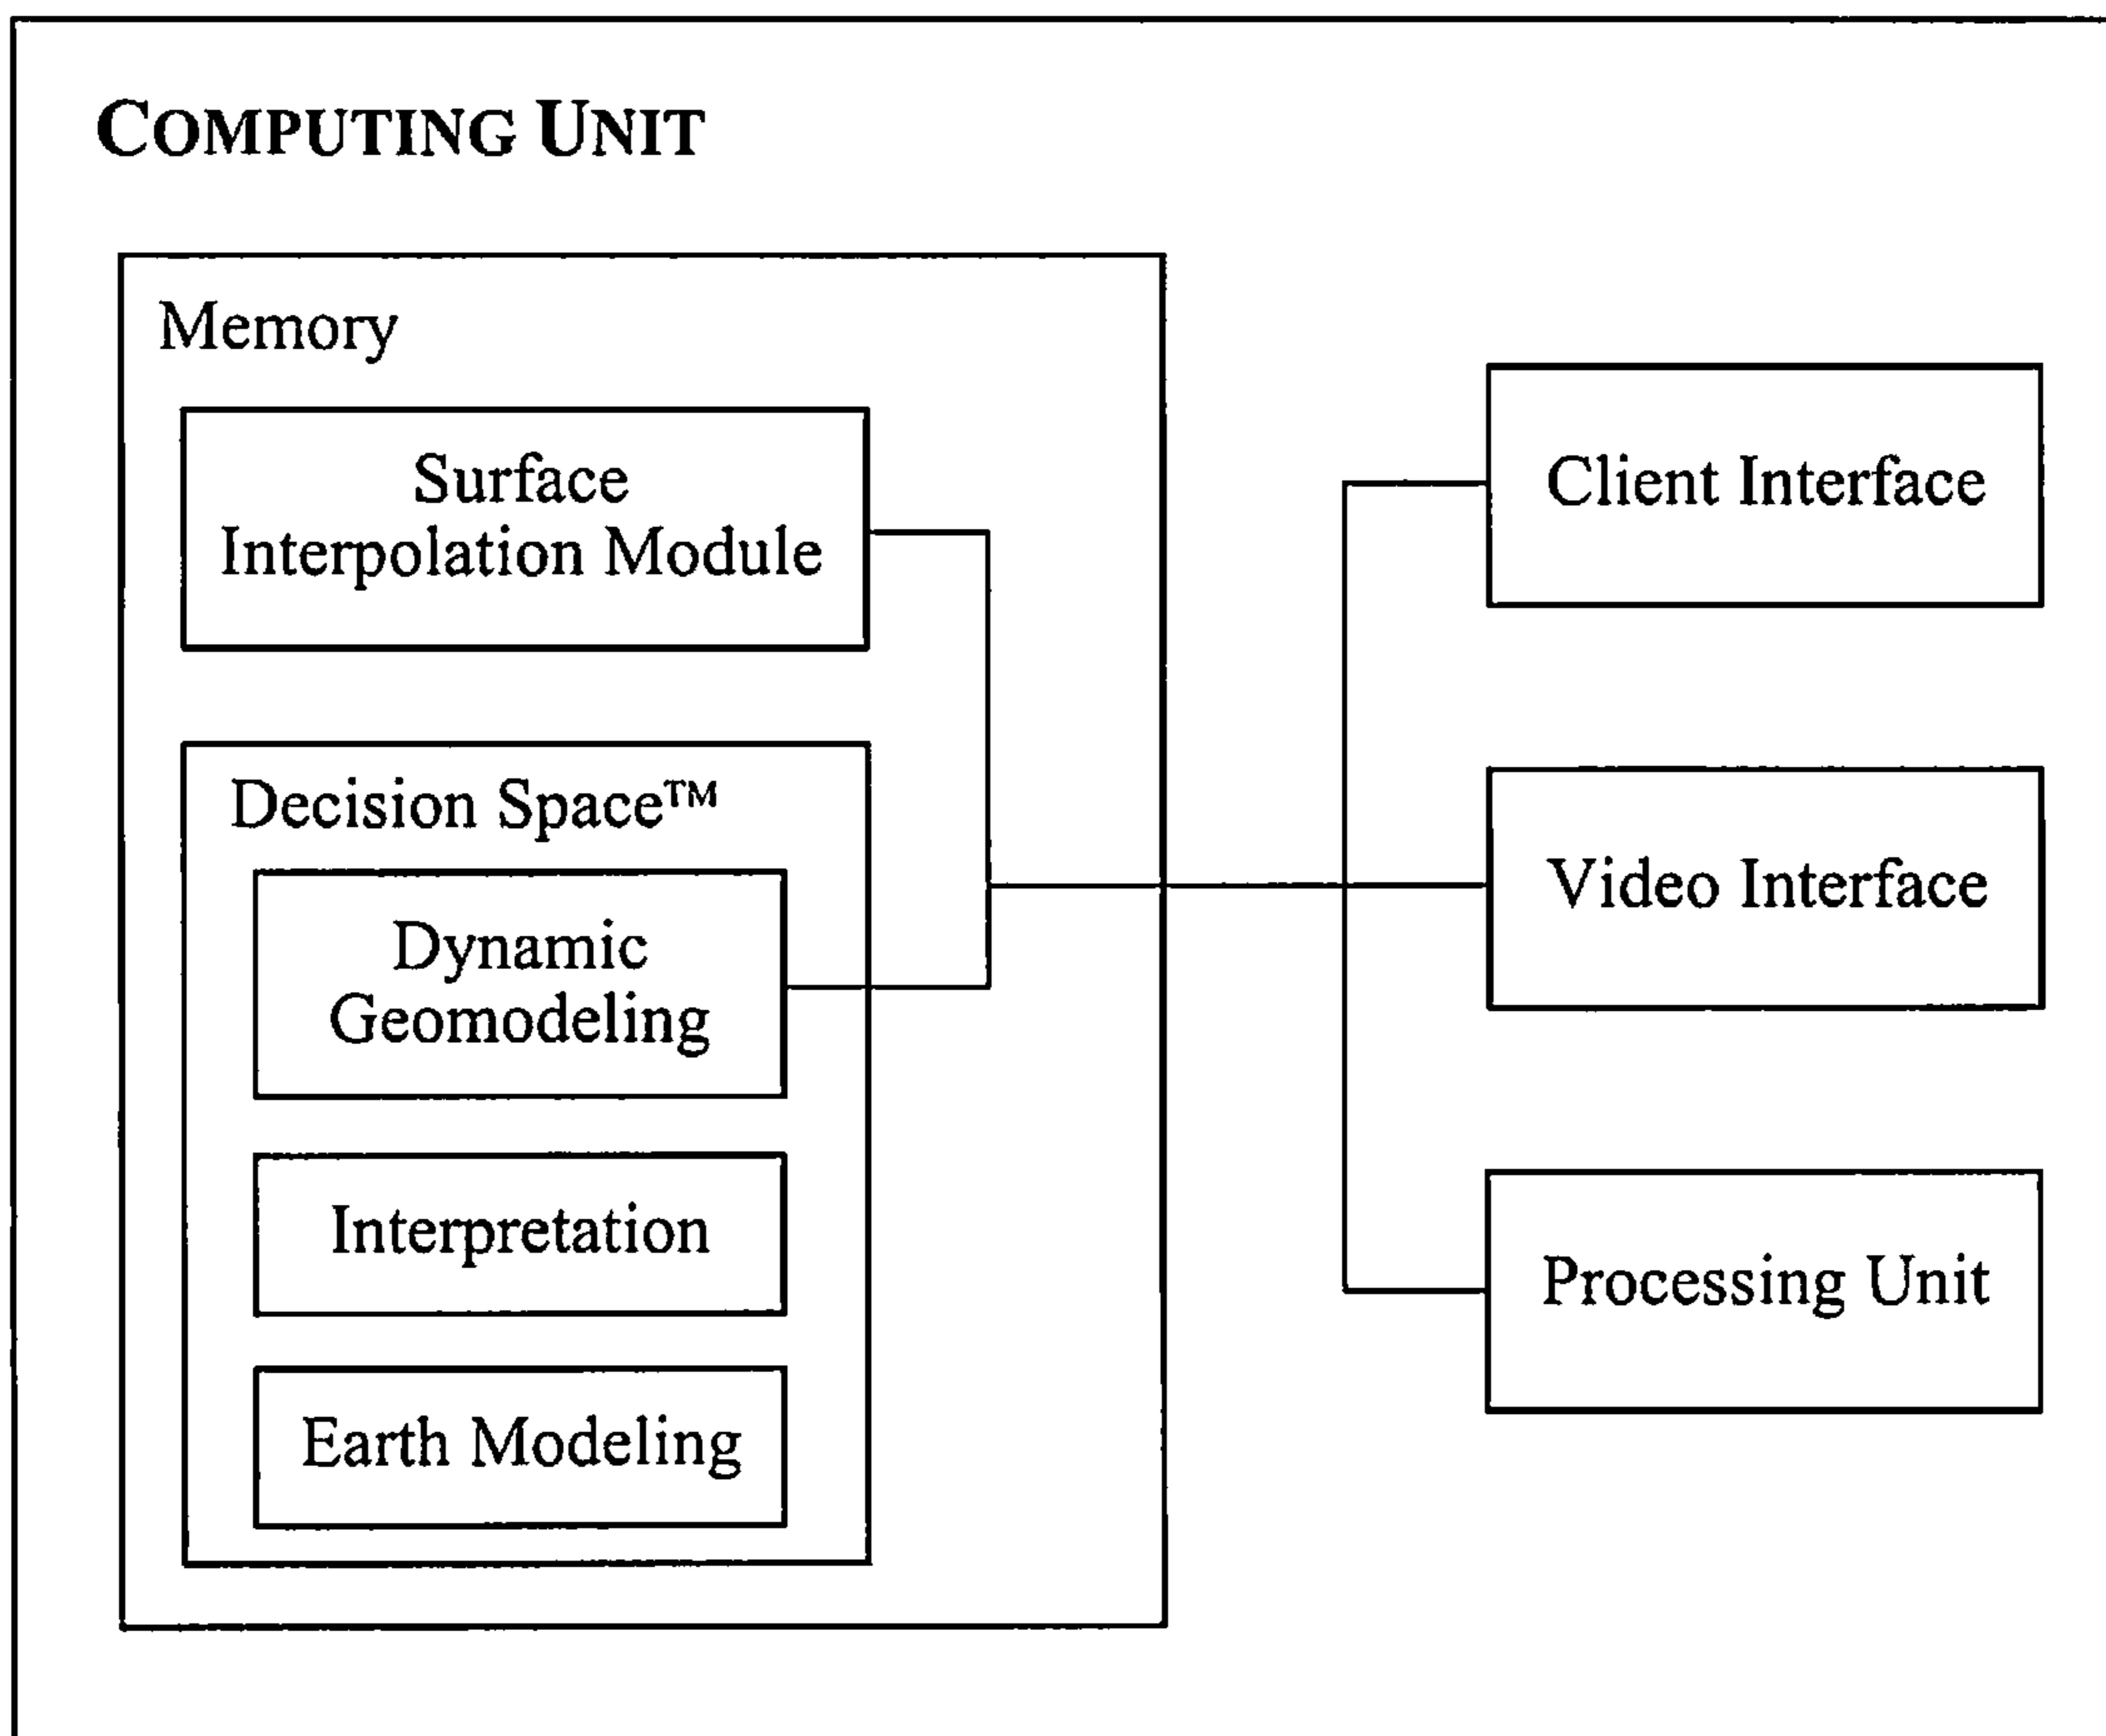 COMPUTING UNIT
Memory
Surface
Interpolation Module
Decision Space™
Dynamic
Geomodeling
Interpretation
Earth Modeling
Client Interface
Video Interface
Processing Unit